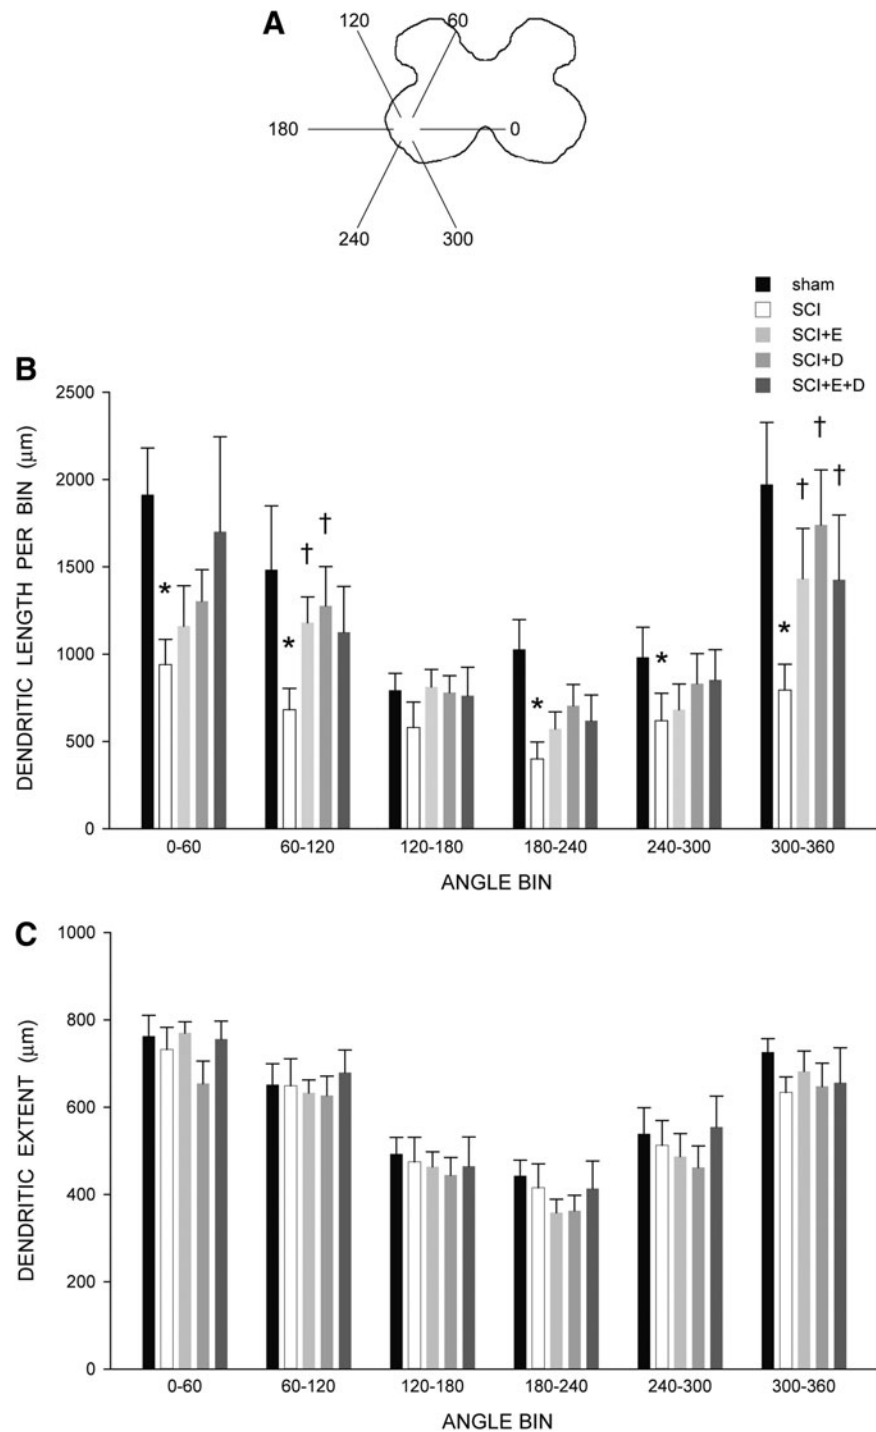 A
120 60
180 0
240 300
sham
SCI
SCI+E
SCI+D
SCI+E+D
B
DENDRITIC LENGTH PER BIN (µm)
2500
2000
1500
1000
500
0
*
* † †
*
*
* † † †
0-60 60-120 120-180 180-240 240-300 300-360
ANGLE BIN
C
DENDRITIC EXTENT (µm)
1000
800
600
400
200
0
0-60 60-120 120-180 180-240 240-300 300-360
ANGLE BIN